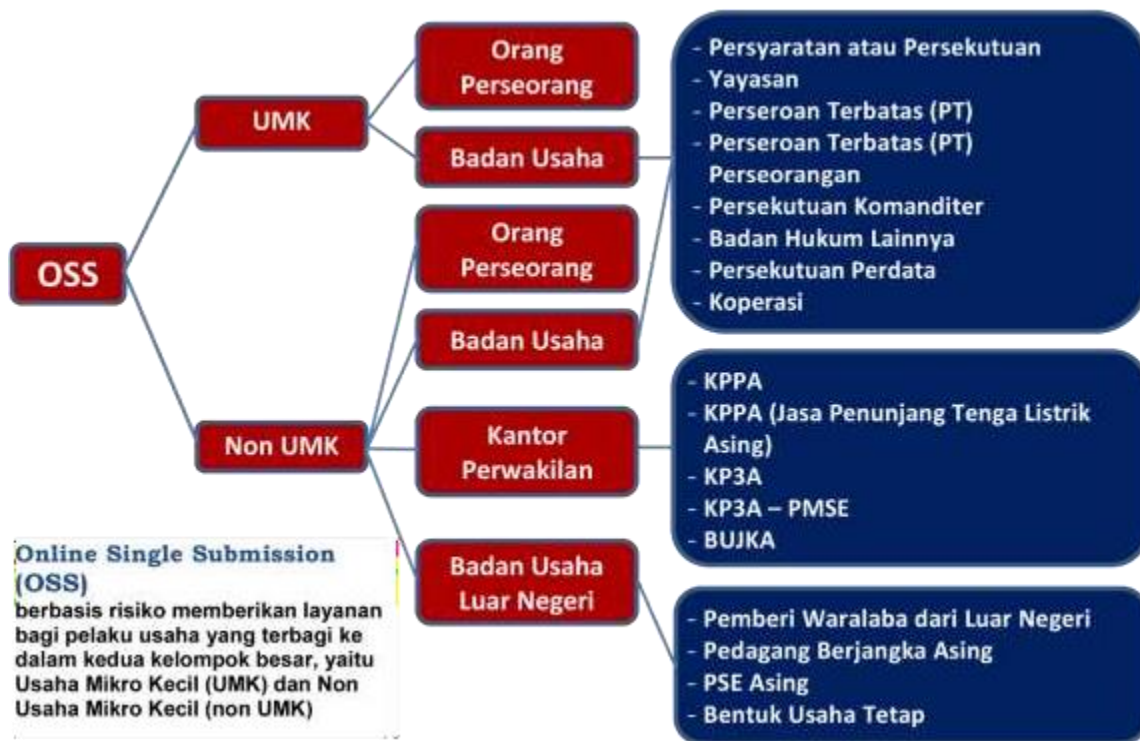 OSS
UMK
Non UMK
Orang
Perseorang
Badan Usaha
Orang
Perseorang
Badan Usaha
Kantor
Perwakilan
Badan Usaha
Luar Negeri
- Persyaratan atau Persekutuan
- Yayasan
- Perseroan Terbatas (PT)
- Perseroan Terbatas (PT)
Perseorangan
- Persekutuan Komanditer
- Badan Hukum Lainnya
- Persekutuan Perdata
- Koperasi
- KPPA
- KPPA (Jasa Penunjang Tenga Listrik
Asing)
- KP3A
- KP3A – PMSE
- BUJKA
- Pemberi Waralaba dari Luar Negeri
- Pedagang Berjangka Asing
- PSE Asing
- Bentuk Usaha Tetap
Online Single Submission
(OSS)
berbasis risiko memberikan layanan
bagi pelaku usaha yang terbagi ke
dalam kedua kelompok besar, yaitu
Usaha Mikro Kecil (UMK) dan Non
Usaha Mikro Kecil (non UMK)